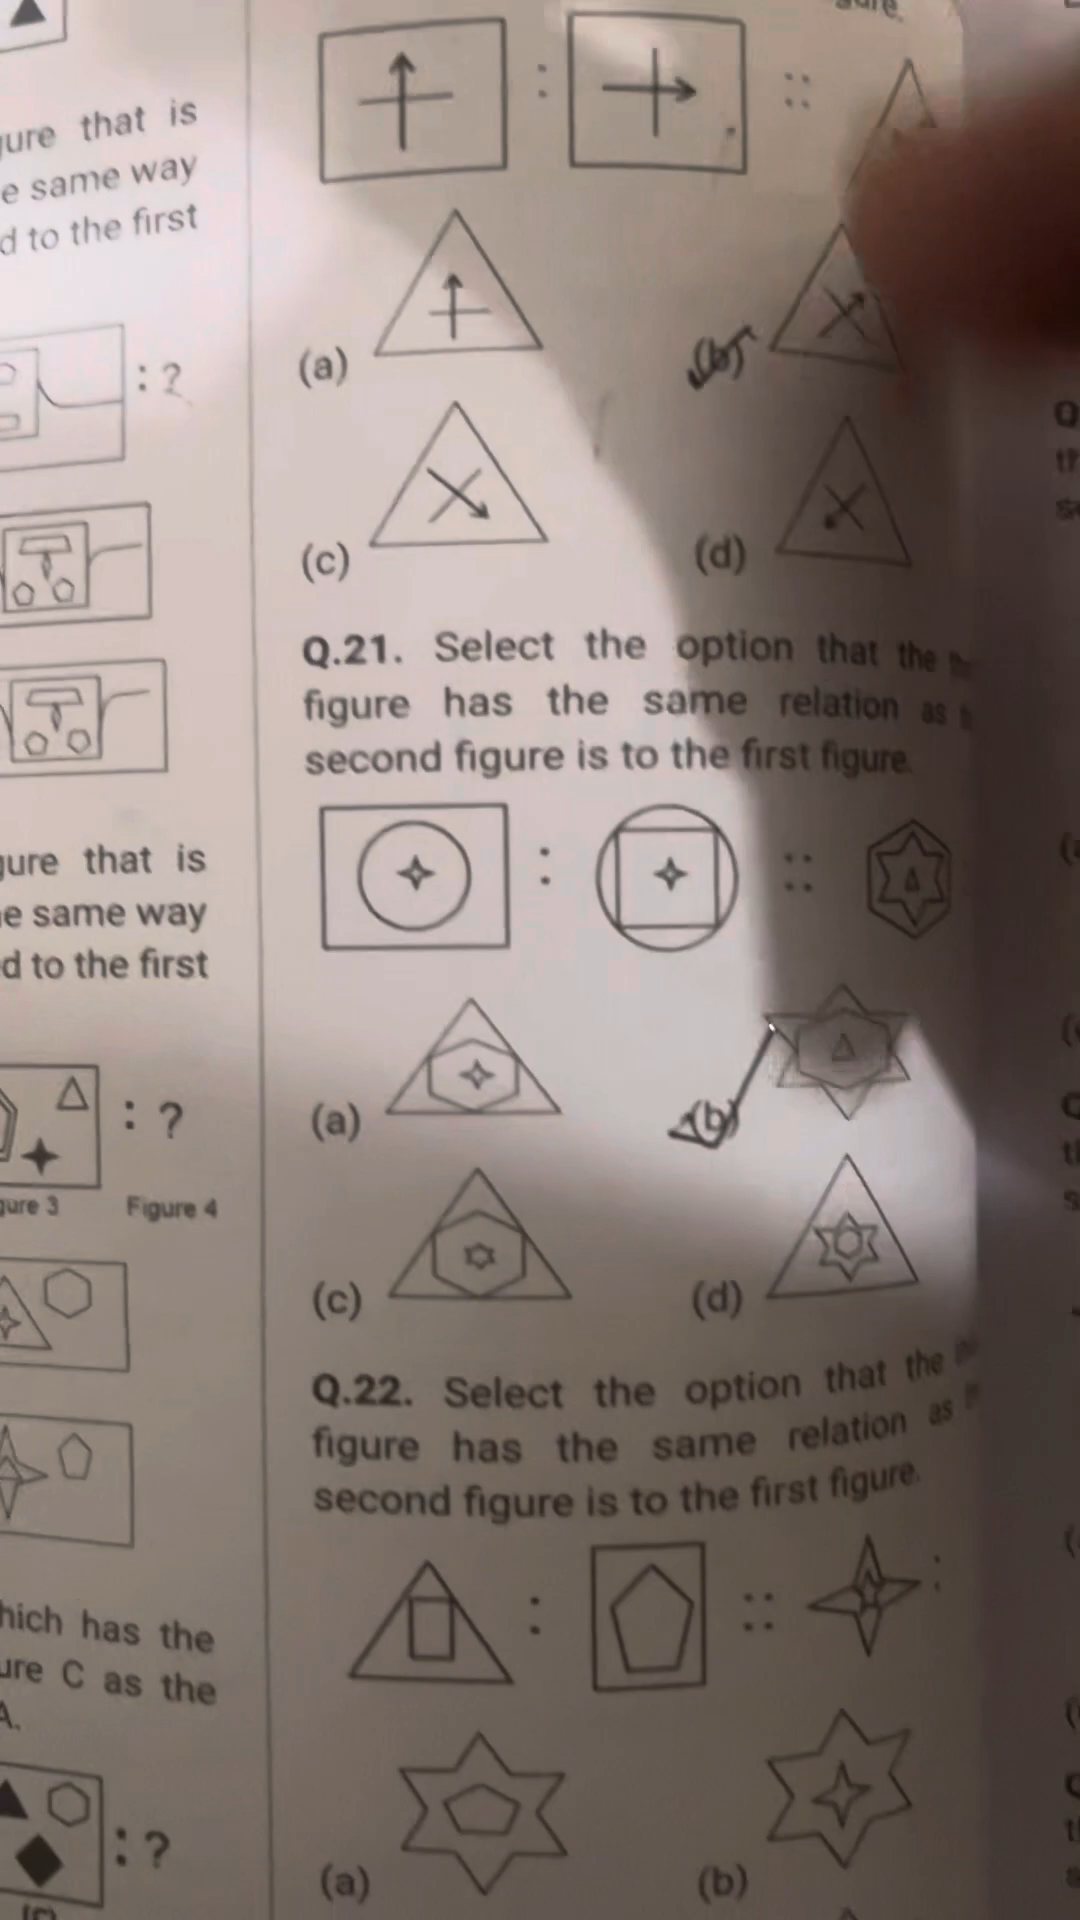 gure that is
e same way
d to the first
: ?
gure that is
e same way
d to the first
: ?
gure 3 Figure 4
hich has the
ure C as the
A.
: ?
: ::
(a)
(b)
(c)
(d)
Q.21. Select the option that the
figure has the same relation as
second figure is to the first figure.
: ::
(a)
(b)
(c)
(d)
Q.22. Select the option that the
figure has the same relation as
second figure is to the first figure.
: :: :
(a)
(b)